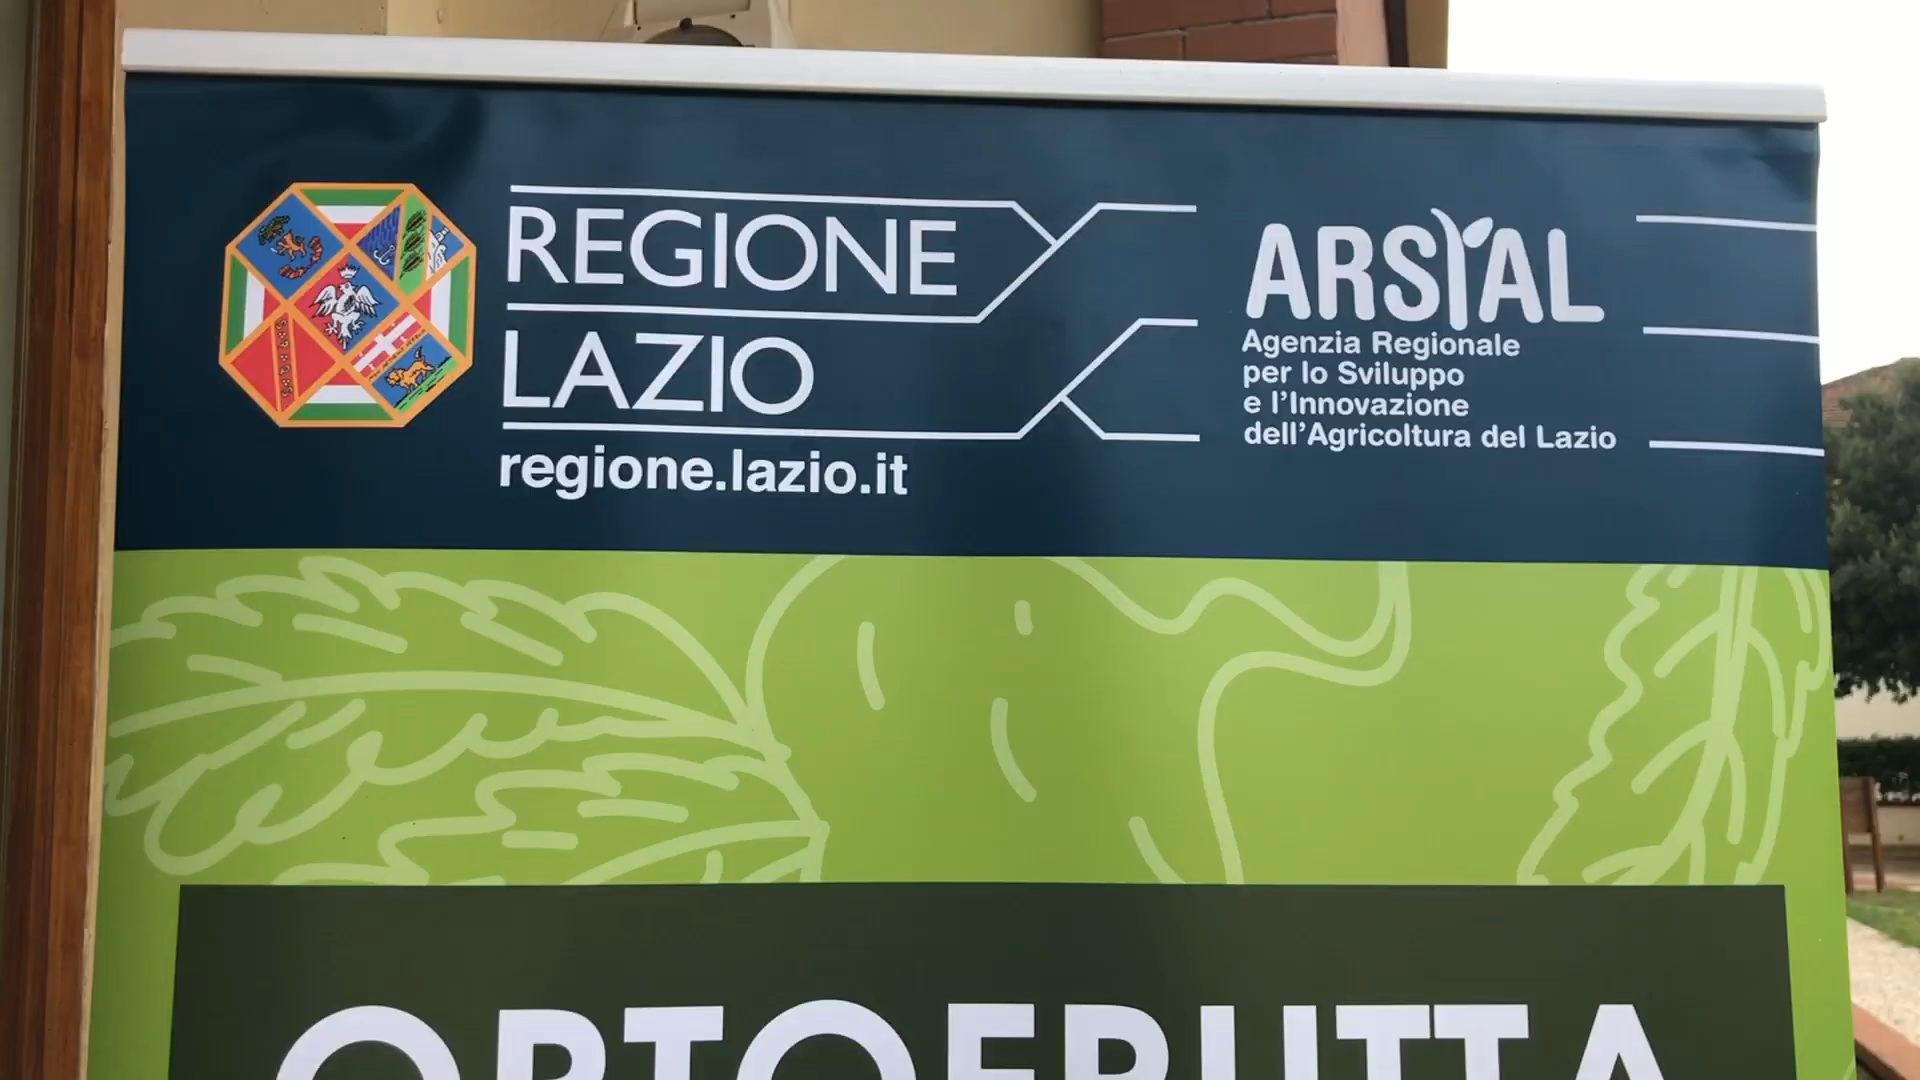 REGIONE
LAZIO
regione.lazio.it
ARSIAL
Agenzia Regionale
per lo Sviluppo
e l'Innovazione
dell'Agricoltura del Lazio
ORTOFRUTTA